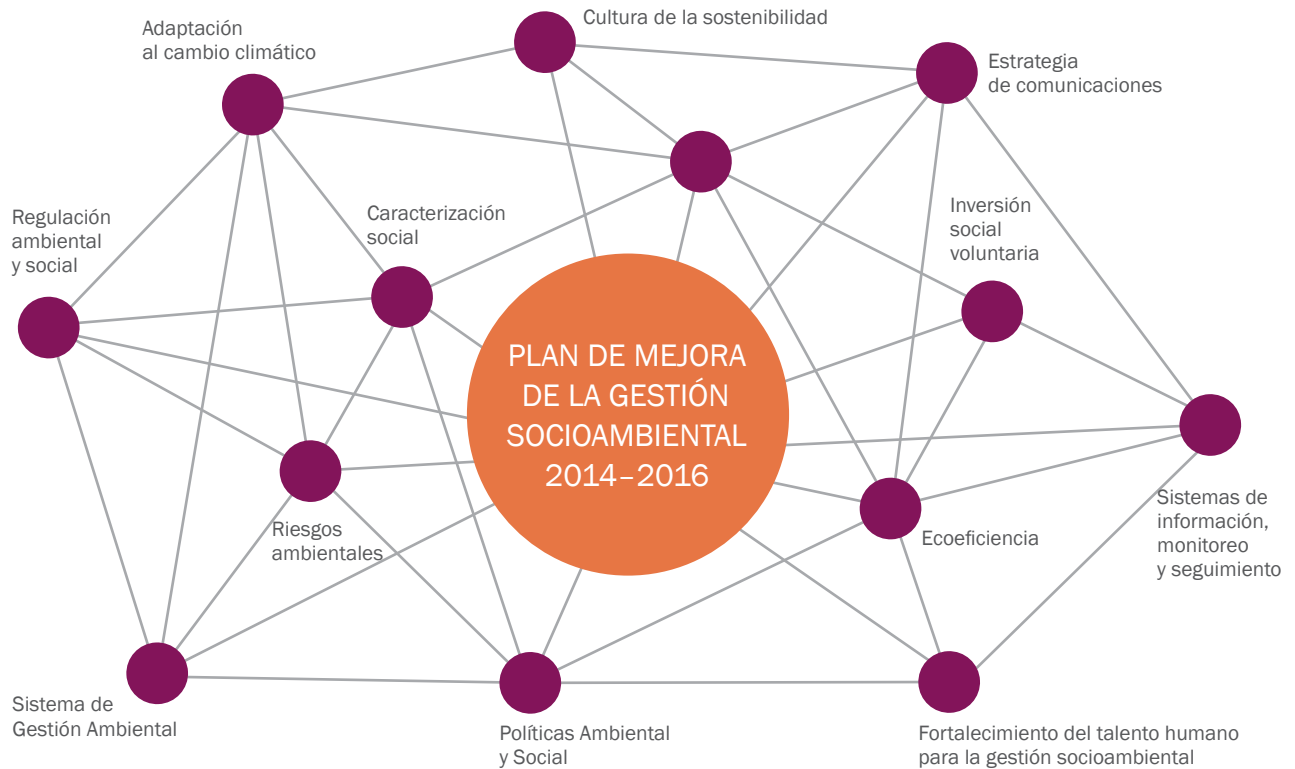 Cultura de la sostenibilidad
Adaptación
al cambio climático
Estrategia
de comunicaciones
Regulación
ambiental
y social
Caracterización
social
Inversión
social
voluntaria
PLAN DE MEJORA
DE LA GESTIÓN
SOCIOAMBIENTAL
2014–2016
Riesgos
ambientales
Ecoeficiencia
Sistemas de
información,
monitoreo
y seguimiento
Sistema de
Gestión Ambiental
Políticas Ambiental
y Social
Fortalecimiento del talento humano
para la gestión socioambiental